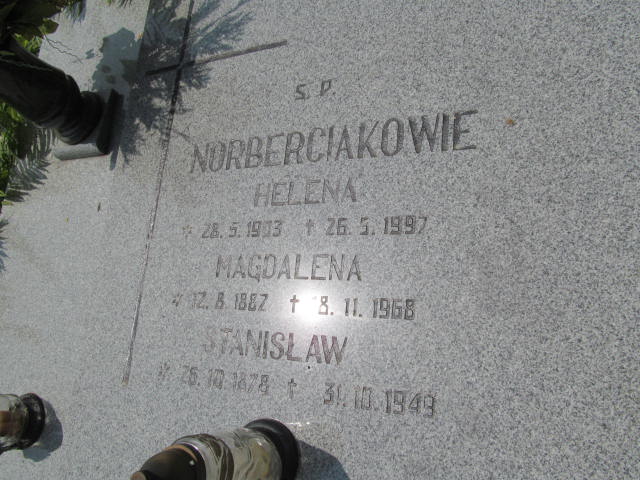 Ś. P.
NORBERCIAKOWIE
HELENA
* 28. 5. 1903 † 26. 5. 1997
MAGDALENA
* 12. 8. 1882 † 18. 11. 1968
STANISŁAW
* 26. 10. 1878 † 31. 10. 1949